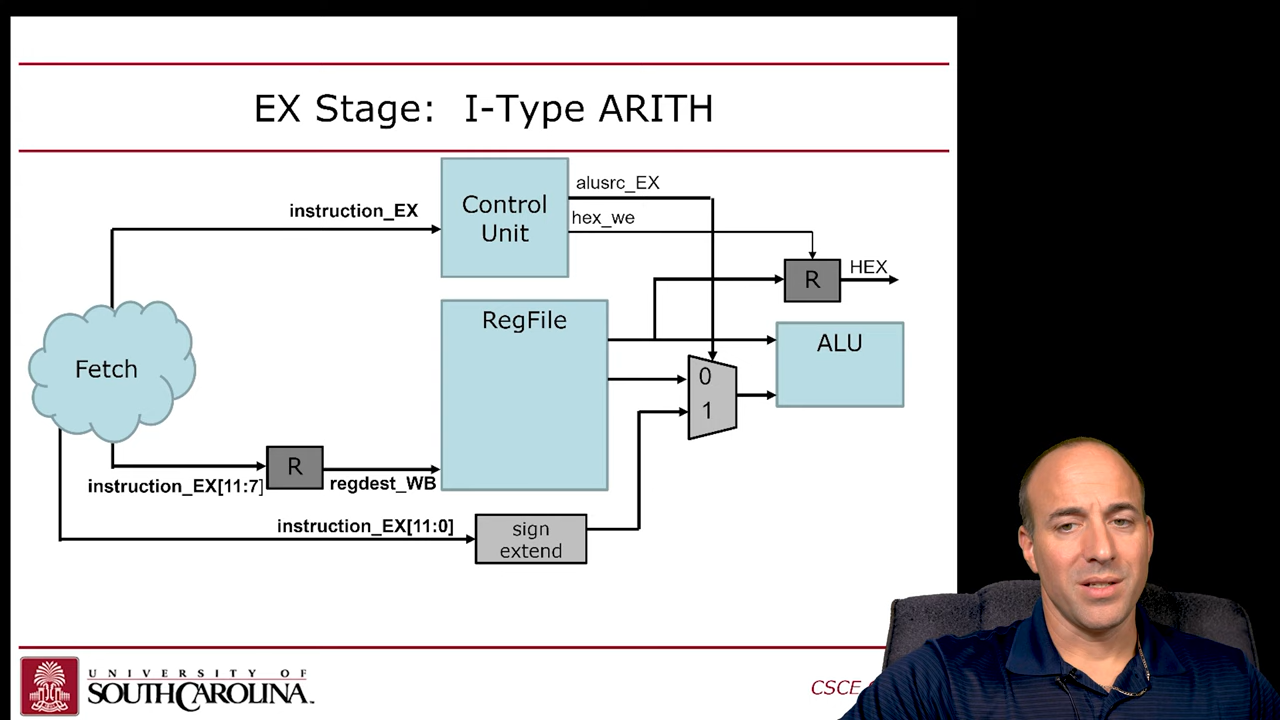 EX Stage: I-Type ARITH
Control
Unit
alusrc_EX
hex_we
instruction_EX
R
HEX
RegFile
ALU
Fetch
0
1
R
instruction_EX[11:7]
regdest_WB
instruction_EX[11:0]
sign
extend
UNIVERSITY OF
SOUTH CAROLINA
CSCE